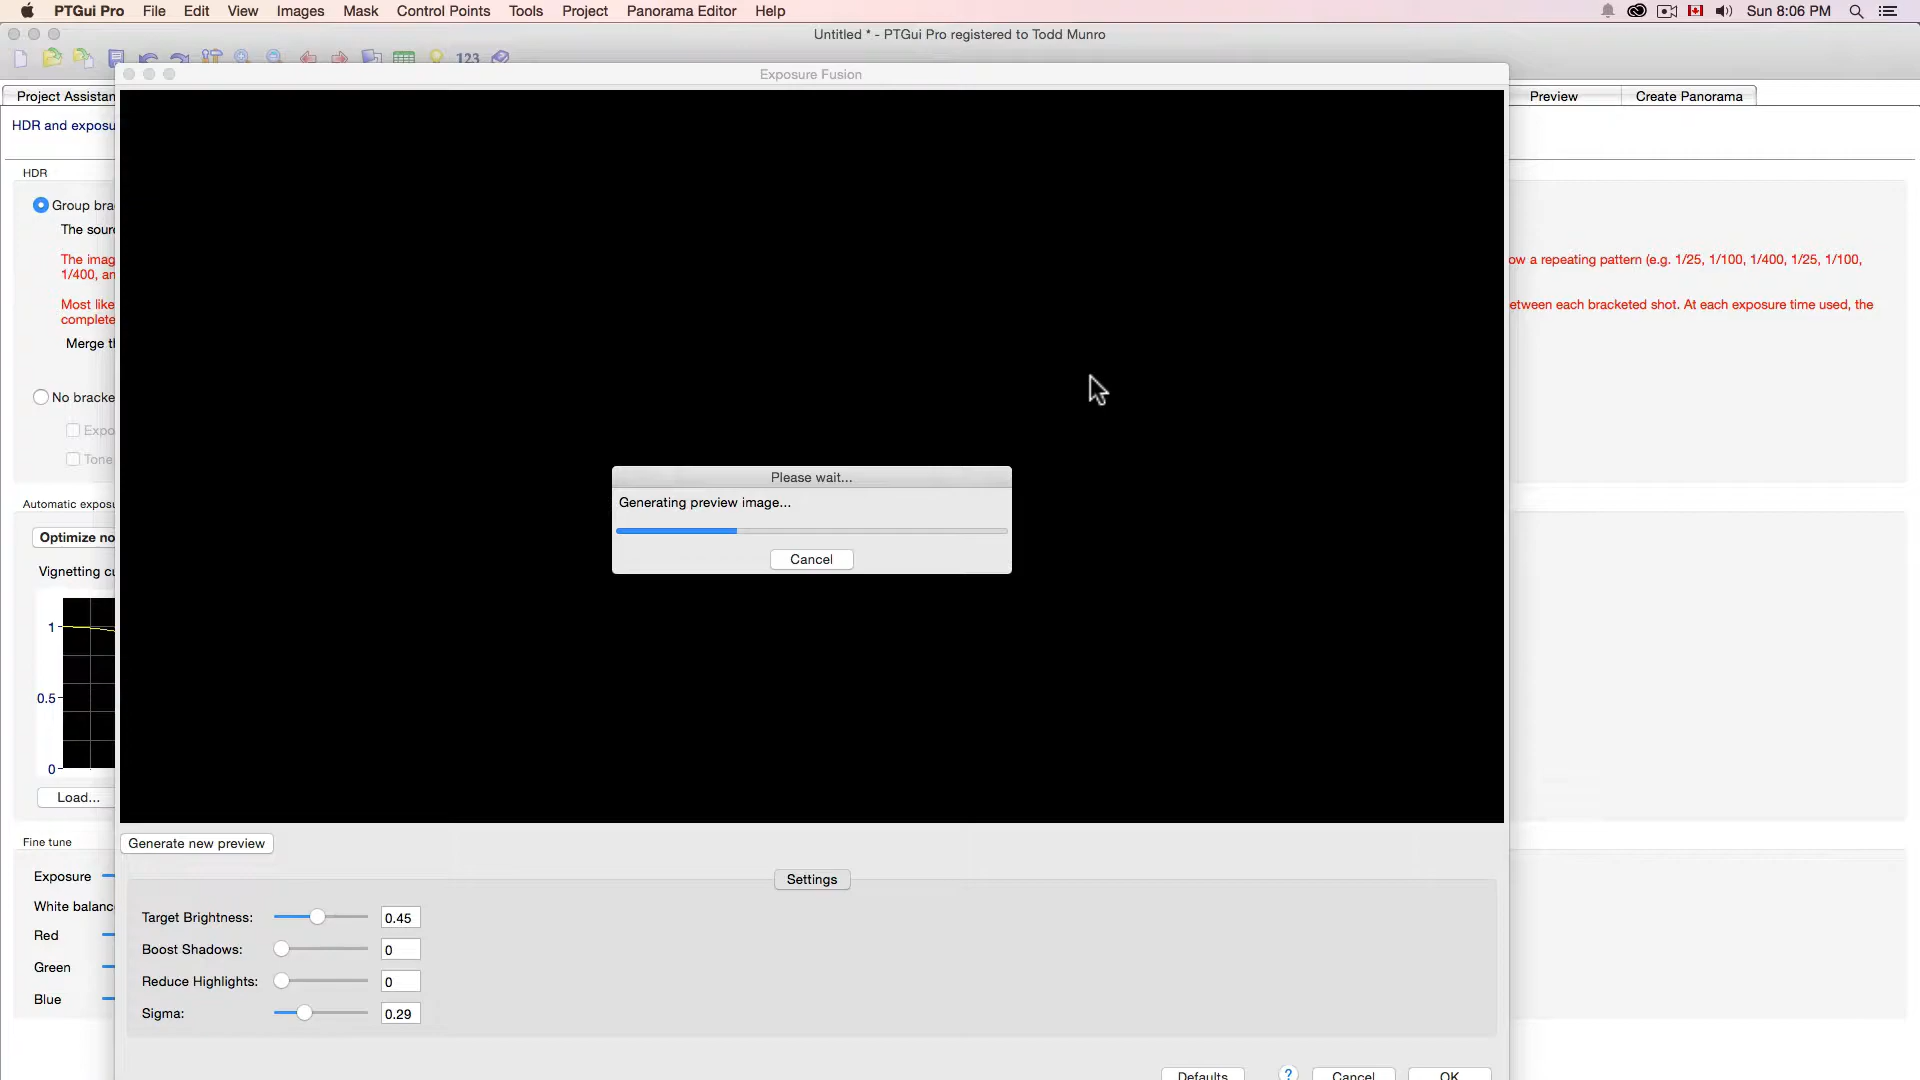 PTGui Pro File Edit View Images Mask Control Points Tools Project Panorama Editor Help Sun 8:06 PM
Untitled * - PTGui Pro registered to Todd Munro
123
Exposure Fusion
Project Assistan Preview Create Panorama
HDR and exposu
HDR
Group bra
The sour
The imag ow a repeating pattern (e.g. 1/25, 1/100, 1/400, 1/25, 1/100,
1/400, an
Most like etween each bracketed shot. At each exposure time used, the
complete
Merge th
No bracke
Expo
Tone
Please wait...
Generating preview image...
Cancel
Automatic exposu
Optimize no
Vignetting cu
1
0.5
0
Load...
Generate new preview
Fine tune
Settings
Exposure
White balanc
Red
Green
Blue
Target Brightness: 0.45
Boost Shadows: 0
Reduce Highlights: 0
Sigma: 0.29
Defaults ? Cancel OK